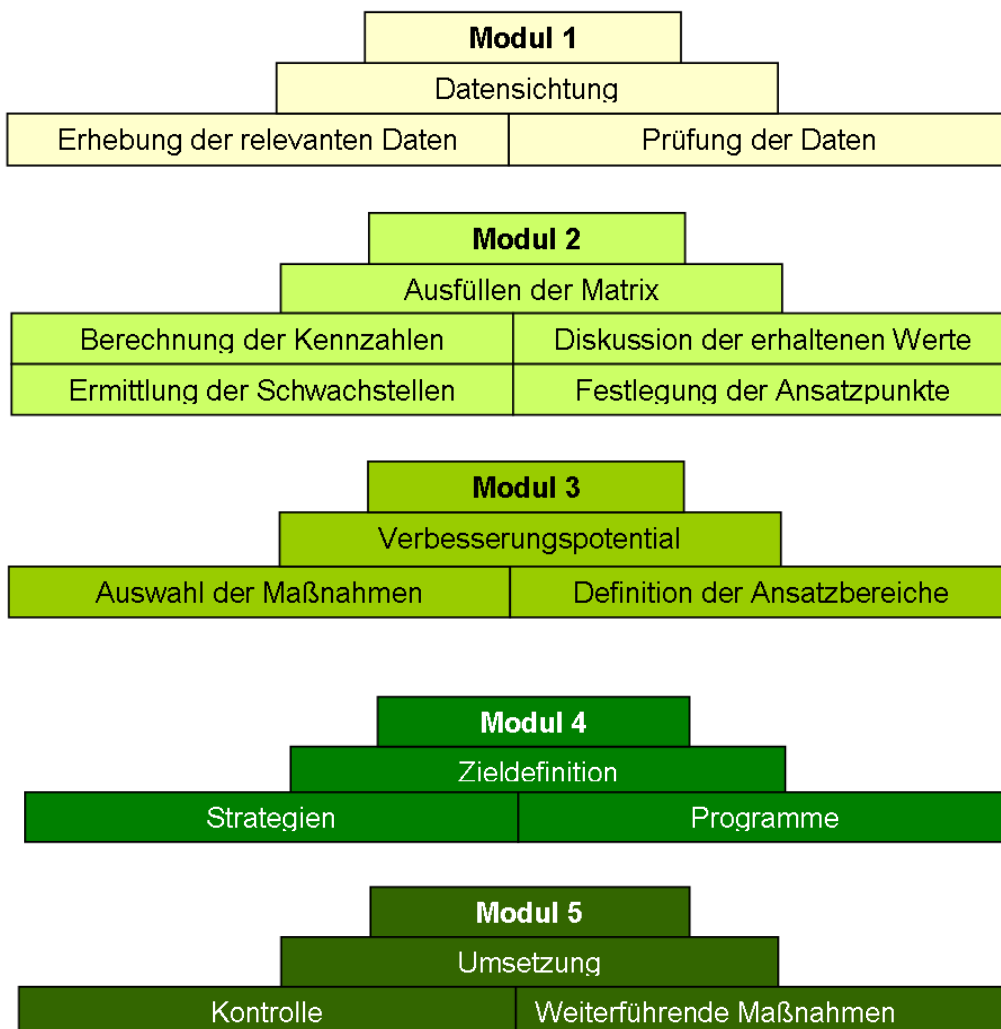 Modul 1
Datensichtung
Erhebung der relevanten Daten Prüfung der Daten
Modul 2
Ausfüllen der Matrix
Berechnung der Kennzahlen Diskussion der erhaltenen Werte
Ermittlung der Schwachstellen Festlegung der Ansatzpunkte
Modul 3
Verbesserungspotential
Auswahl der Maßnahmen Definition der Ansatzbereiche
Modul 4
Zieldefinition
Strategien Programme
Modul 5
Umsetzung
Kontrolle Weiterführende Maßnahmen